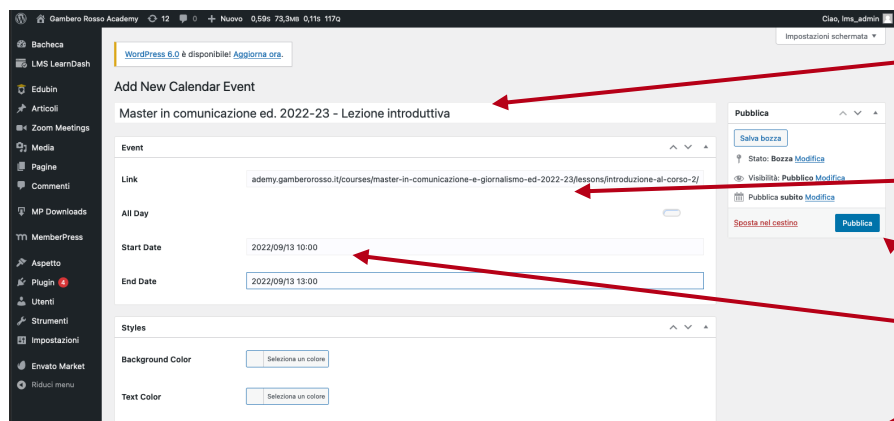 Gambero Rosso Academy 12 0 + Nuovo 0,59s 73,3MB 0,11s 117Q Ciao, lms_admin
Impostazioni schermata
Bacheca
LMS LearnDash
Edubin
Articoli
Zoom Meetings
Media
Pagine
Commenti
MP Downloads
MemberPress
Aspetto
Plugin 4
Utenti
Strumenti
Impostazioni
Envato Market
Riduci menu
WordPress 6.0 è disponibile! Aggiorna ora.
Add New Calendar Event
Master in comunicazione ed. 2022-23 - Lezione introduttiva
Event
Link ademy.gamberorosso.it/courses/master-in-comunicazione-e-giornalismo-ed-2022-23/lessons/introduzione-al-corso-2/
All Day
Start Date 2022/09/13 10:00
End Date 2022/09/13 13:00
Styles
Background Color Seleziona un colore
Text Color Seleziona un colore
Pubblica
Salva bozza
Stato: Bozza Modifica
Visibilità: Pubblico Modifica
Pubblica subito Modifica
Sposta nel cestino Pubblica